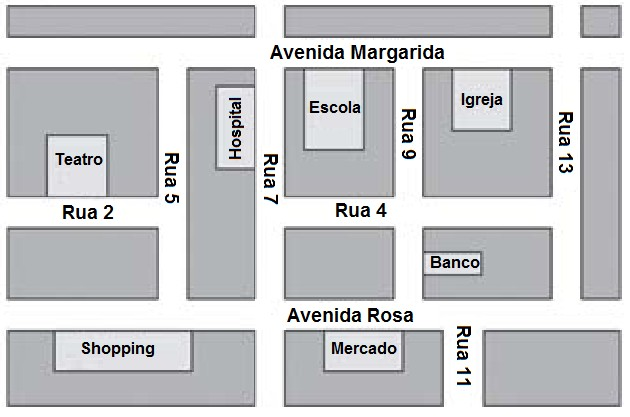 Avenida Margarida
Teatro
Rua 5
Hospital
Rua 7
Escola
Rua 9
Igreja
Rua 13
Rua 2
Rua 4
Banco
Avenida Rosa
Shopping
Mercado
Rua 11